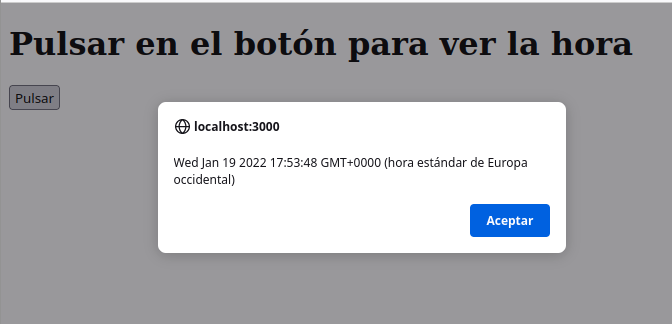 Pulsar en el botón para ver la hora
Pulsar
localhost:3000
Wed Jan 19 2022 17:53:48 GMT+0000 (hora estándar de Europa
occidental)
Aceptar